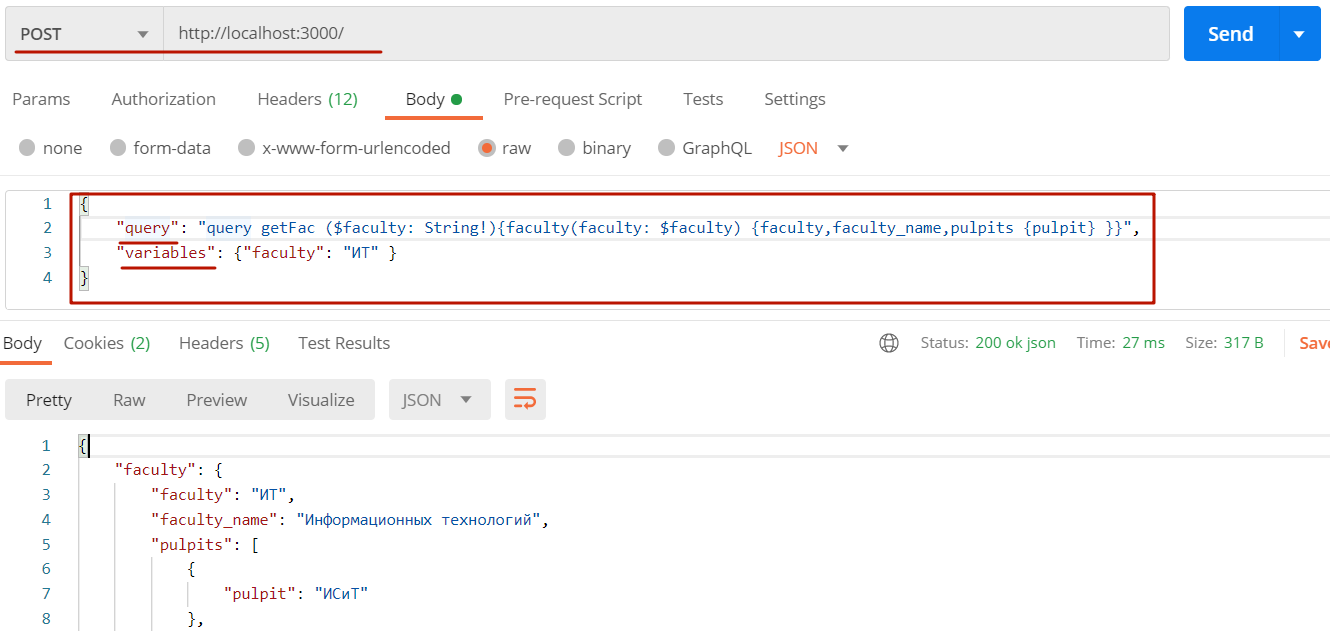 POST http://localhost:3000/ Send
Params Authorization Headers (12) Body Pre-request Script Tests Settings
none form-data x-www-form-urlencoded raw binary GraphQL JSON
1 {
2 "query": "query getFac ($faculty: String!){faculty(faculty: $faculty) {faculty,faculty_name,pulpits {pulpit} }}",
3 "variables": {"faculty": "ИТ" }
4 }
Body Cookies (2) Headers (5) Test Results Status: 200 ok json Time: 27 ms Size: 317 B Save
Pretty Raw Preview Visualize JSON
1 {
2 "faculty": {
3 "faculty": "ИТ",
4 "faculty_name": "Информационных технологий",
5 "pulpits": [
6 {
7 "pulpit": "ИСиТ"
8 },